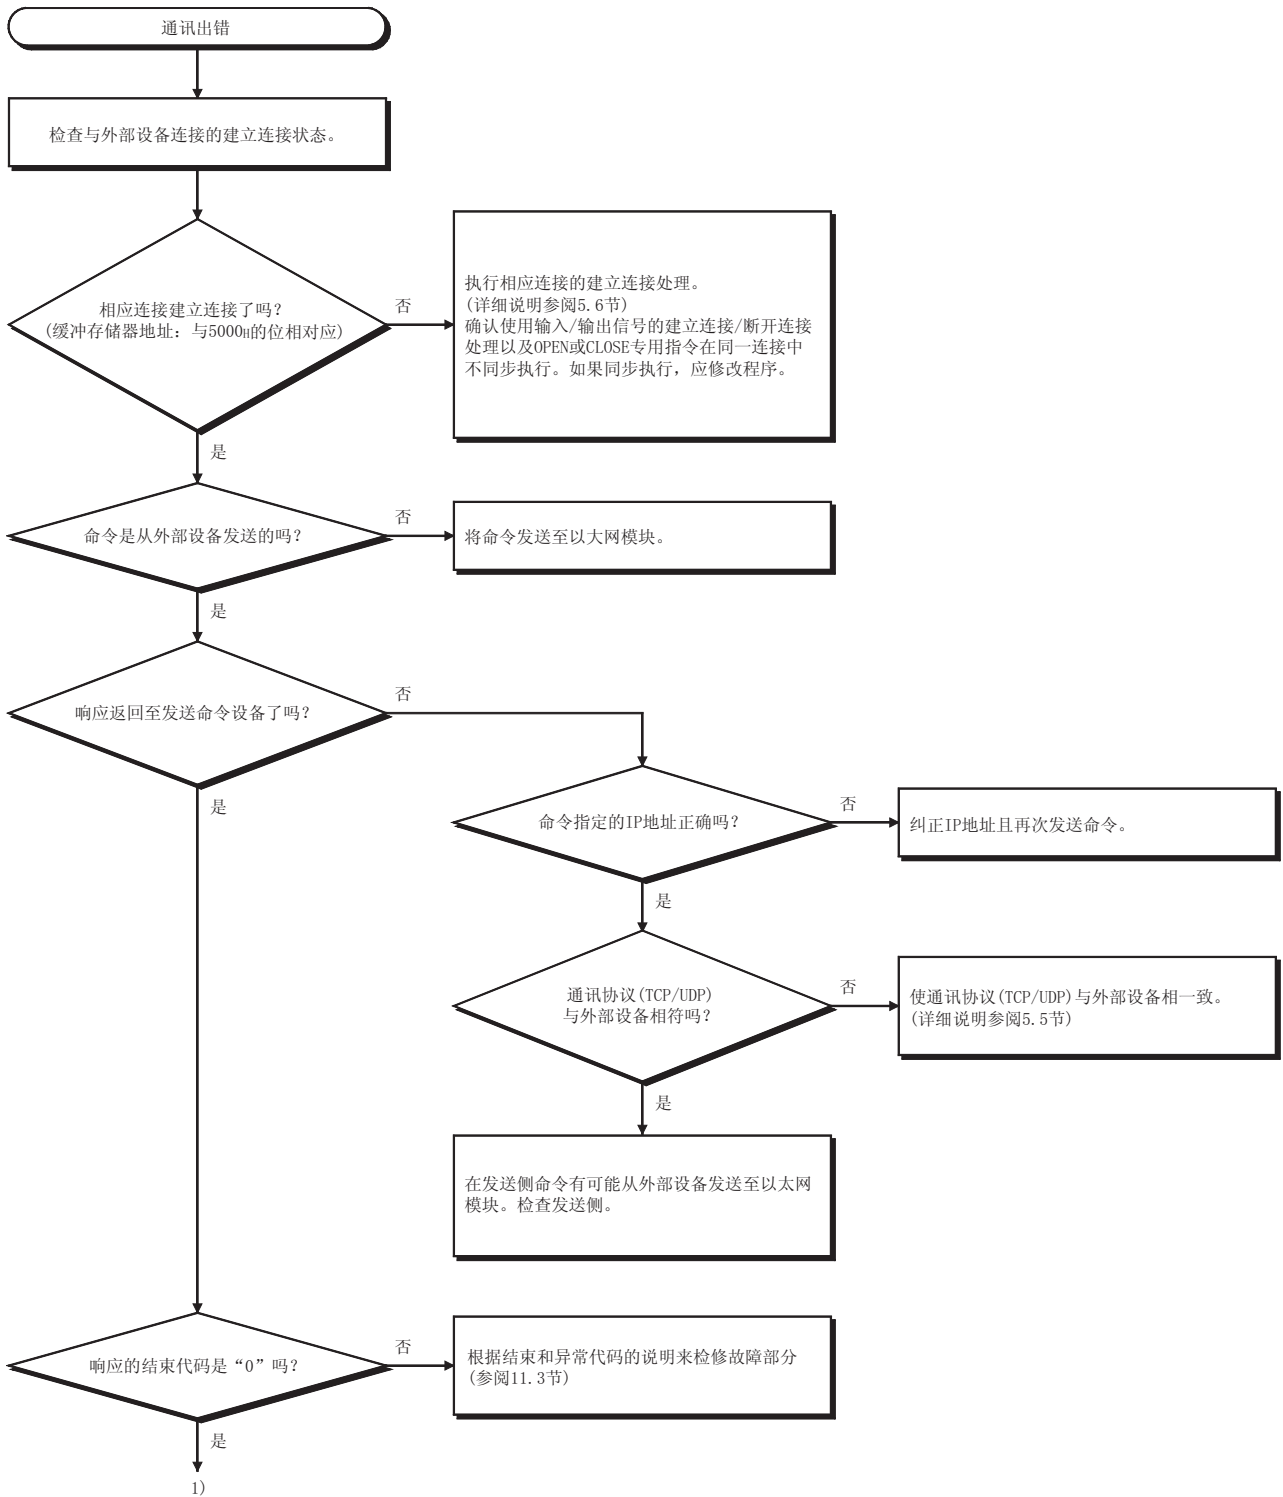 通讯出错
检查与外部设备连接的建立连接状态。
相应连接建立连接了吗？
(缓冲存储器地址：与5000H的位相对应)
否
执行相应连接的建立连接处理。
(详细说明参阅5.6节)
确认使用输入/输出信号的建立连接/断开连接
处理以及OPEN或CLOSE专用指令在同一连接中
不同步执行。如果同步执行，应修改程序。
是
命令是从外部设备发送的吗？
否
将命令发送至以大网模块。
是
响应返回至发送命令设备了吗？
否
是
命令指定的IP地址正确吗？
否
纠正IP地址且再次发送命令。
是
通讯协议(TCP/UDP)
与外部设备相符吗？
否
使通讯协议(TCP/UDP)与外部设备相一致。
(详细说明参阅5.5节)
是
在发送侧命令有可能从外部设备发送至以太网
模块。检查发送侧。
响应的结束代码是“0”吗？
否
根据结束和异常代码的说明来检修故障部分
(参阅11.3节)
是
1)